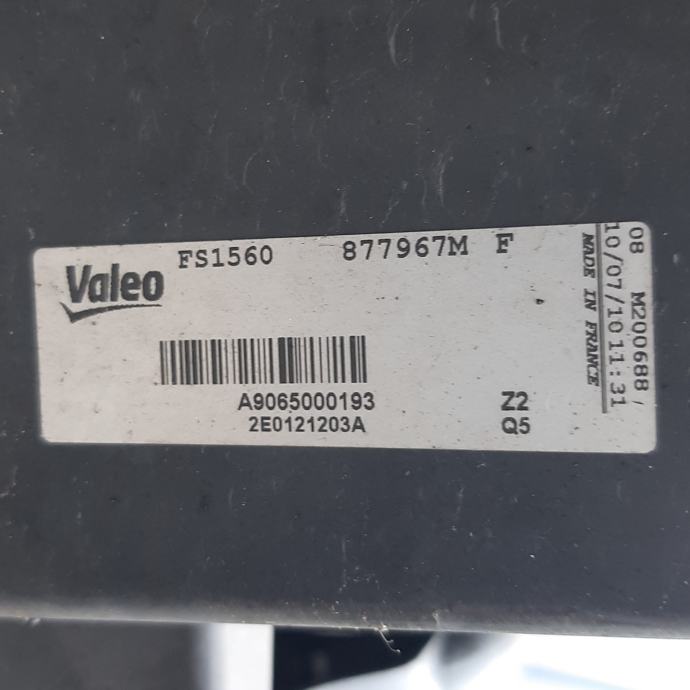 Valeo
FS1560 877967M F
A9065000193 Z2
2E0121203A Q5
08 M200688
10/07/10 11:31
MADE IN FRANCE